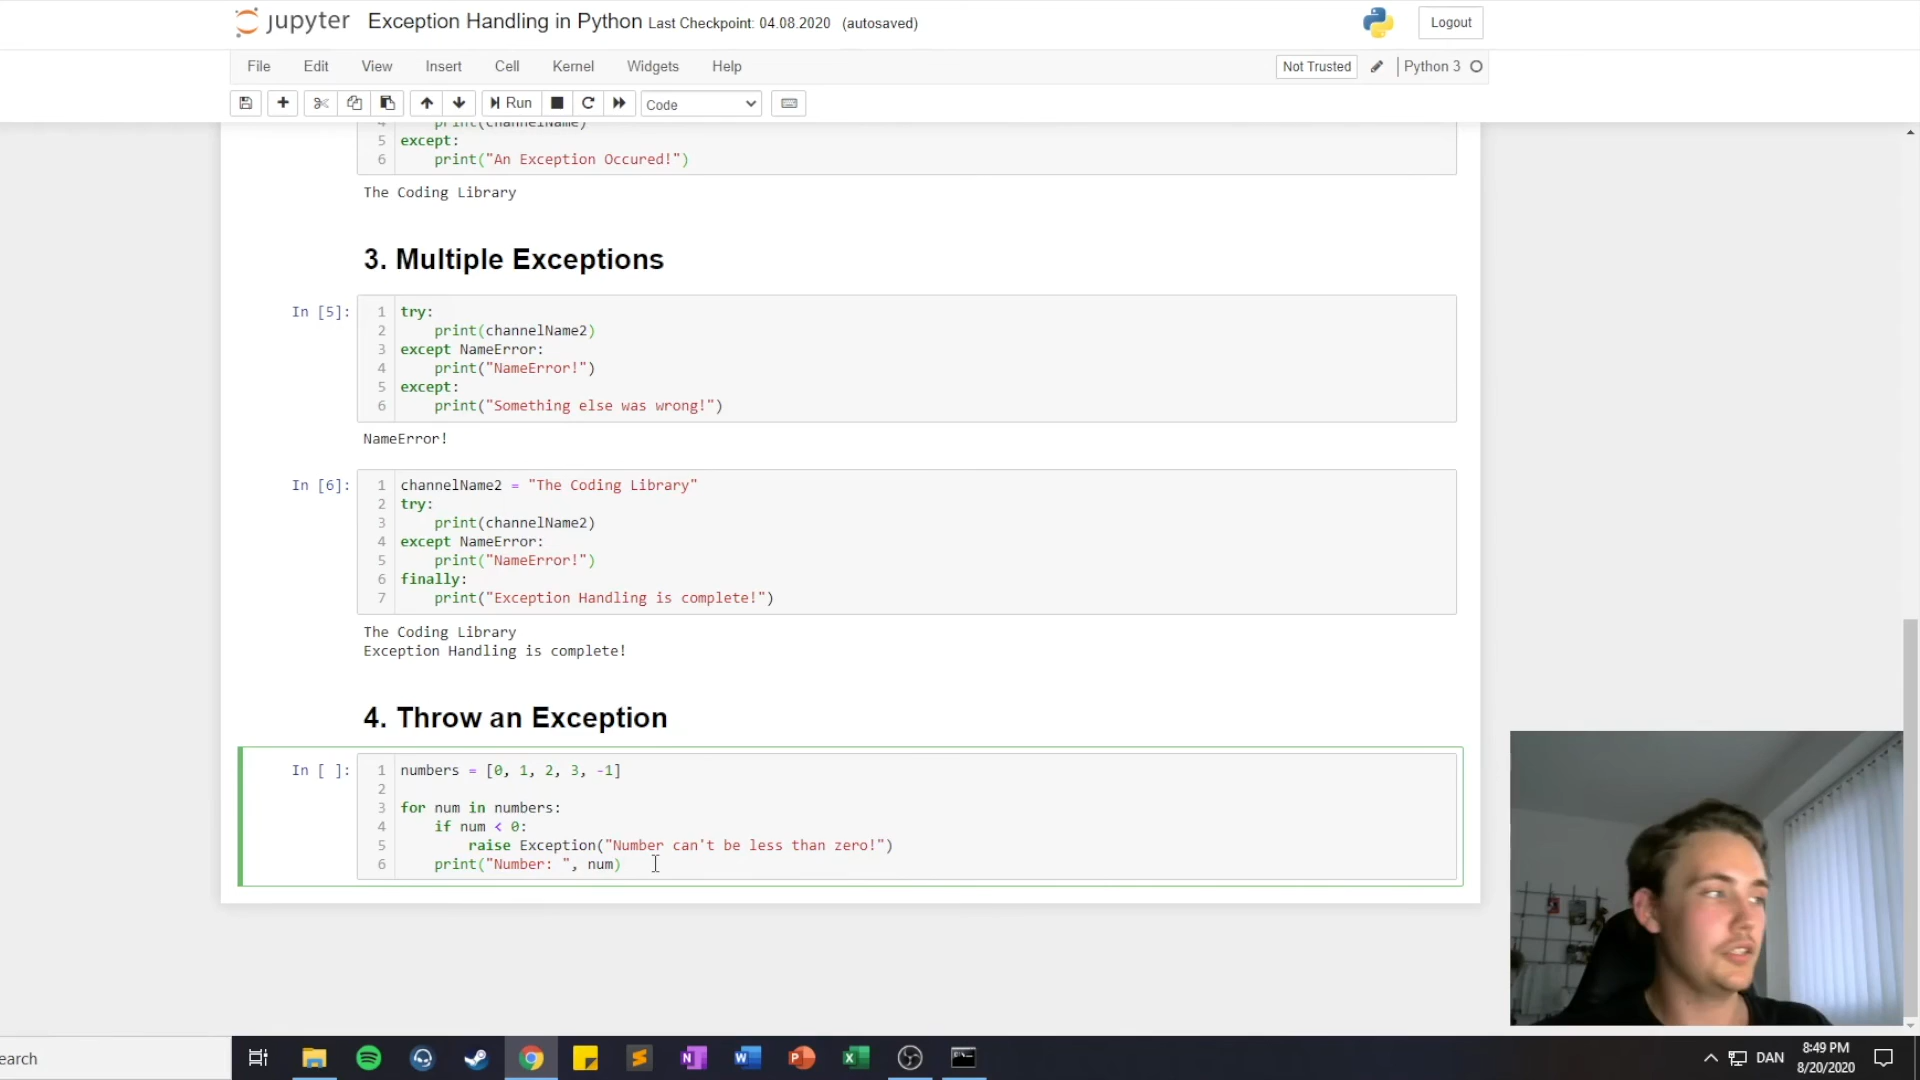 jupyter Exception Handling in Python Last Checkpoint: 04.08.2020 (autosaved) Logout
File Edit View Insert Cell Kernel Widgets Help Not Trusted Python 3
Run Code
4 print(channelName)
5 except:
6 print("An Exception Occured!")
The Coding Library
3. Multiple Exceptions
In [5]: 1 try:
2 print(channelName2)
3 except NameError:
4 print("NameError!")
5 except:
6 print("Something else was wrong!")
NameError!
In [6]: 1 channelName2 = "The Coding Library"
2 try:
3 print(channelName2)
4 except NameError:
5 print("NameError!")
6 finally:
7 print("Exception Handling is complete!")
The Coding Library
Exception Handling is complete!
4. Throw an Exception
In [ ]: 1 numbers = [0, 1, 2, 3, -1]
2
3 for num in numbers:
4 if num < 0:
5 raise Exception("Number can't be less than zero!")
6 print("Number: ", num)
earch DAN 8:49 PM
8/20/2020